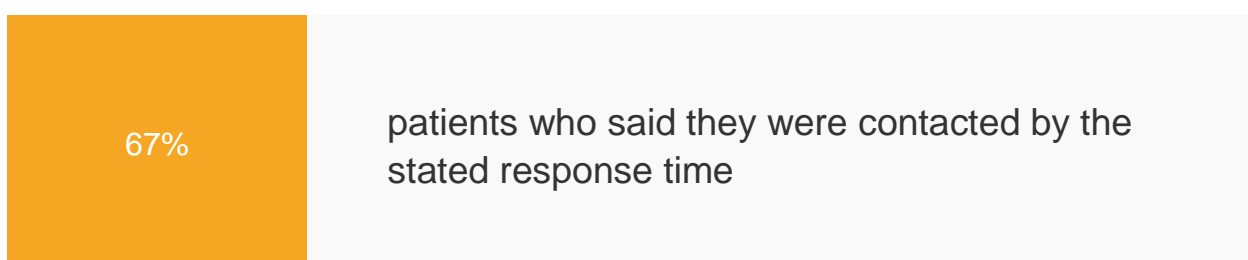 67%
patients who said they were contacted by the
stated response time